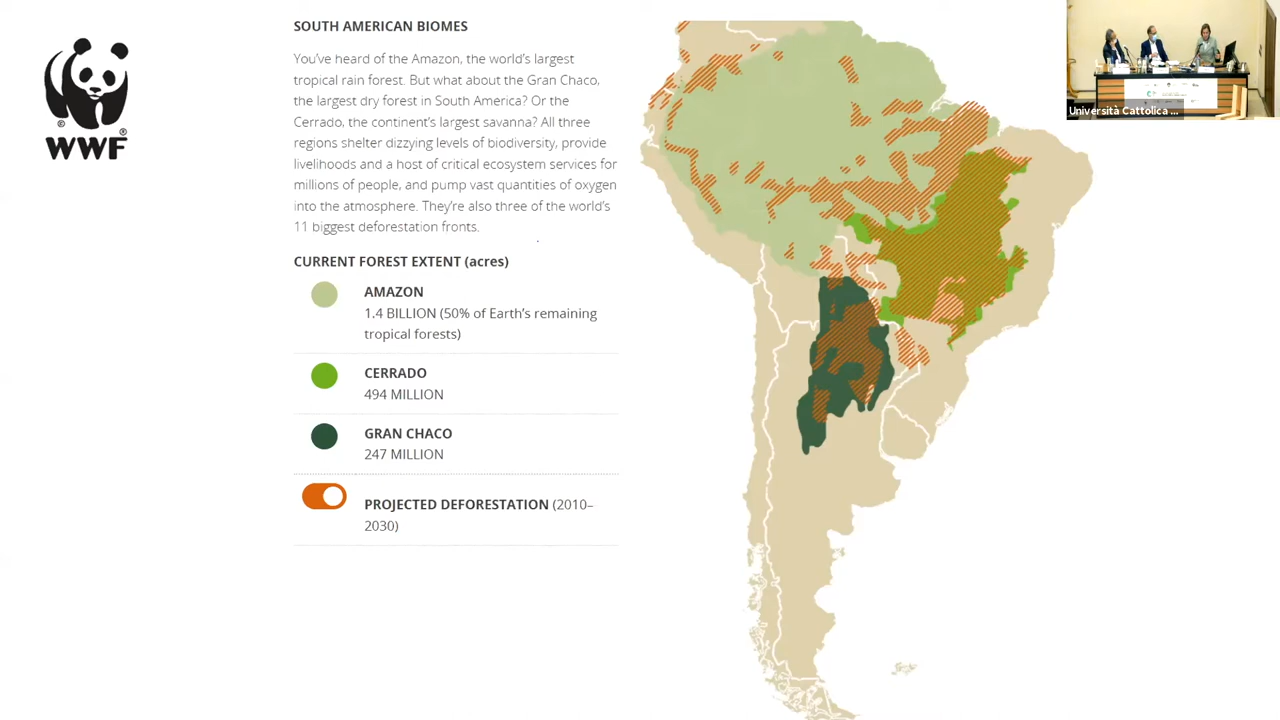 SOUTH AMERICAN BIOMES
You've heard of the Amazon, the world's largest
tropical rain forest. But what about the Gran Chaco,
the largest dry forest in South America? Or the
Cerrado, the continent's largest savanna? All three
regions shelter dizzying levels of biodiversity, provide
livelihoods and a host of critical ecosystem services for
millions of people, and pump vast quantities of oxygen
into the atmosphere. They're also three of the world's
11 biggest deforestation fronts.
CURRENT FOREST EXTENT (acres)
AMAZON
1.4 BILLION (50% of Earth's remaining
tropical forests)
CERRADO
494 MILLION
GRAN CHACO
247 MILLION
PROJECTED DEFORESTATION (2010–
2030)
©
®
WWF
Università Cattolica ...